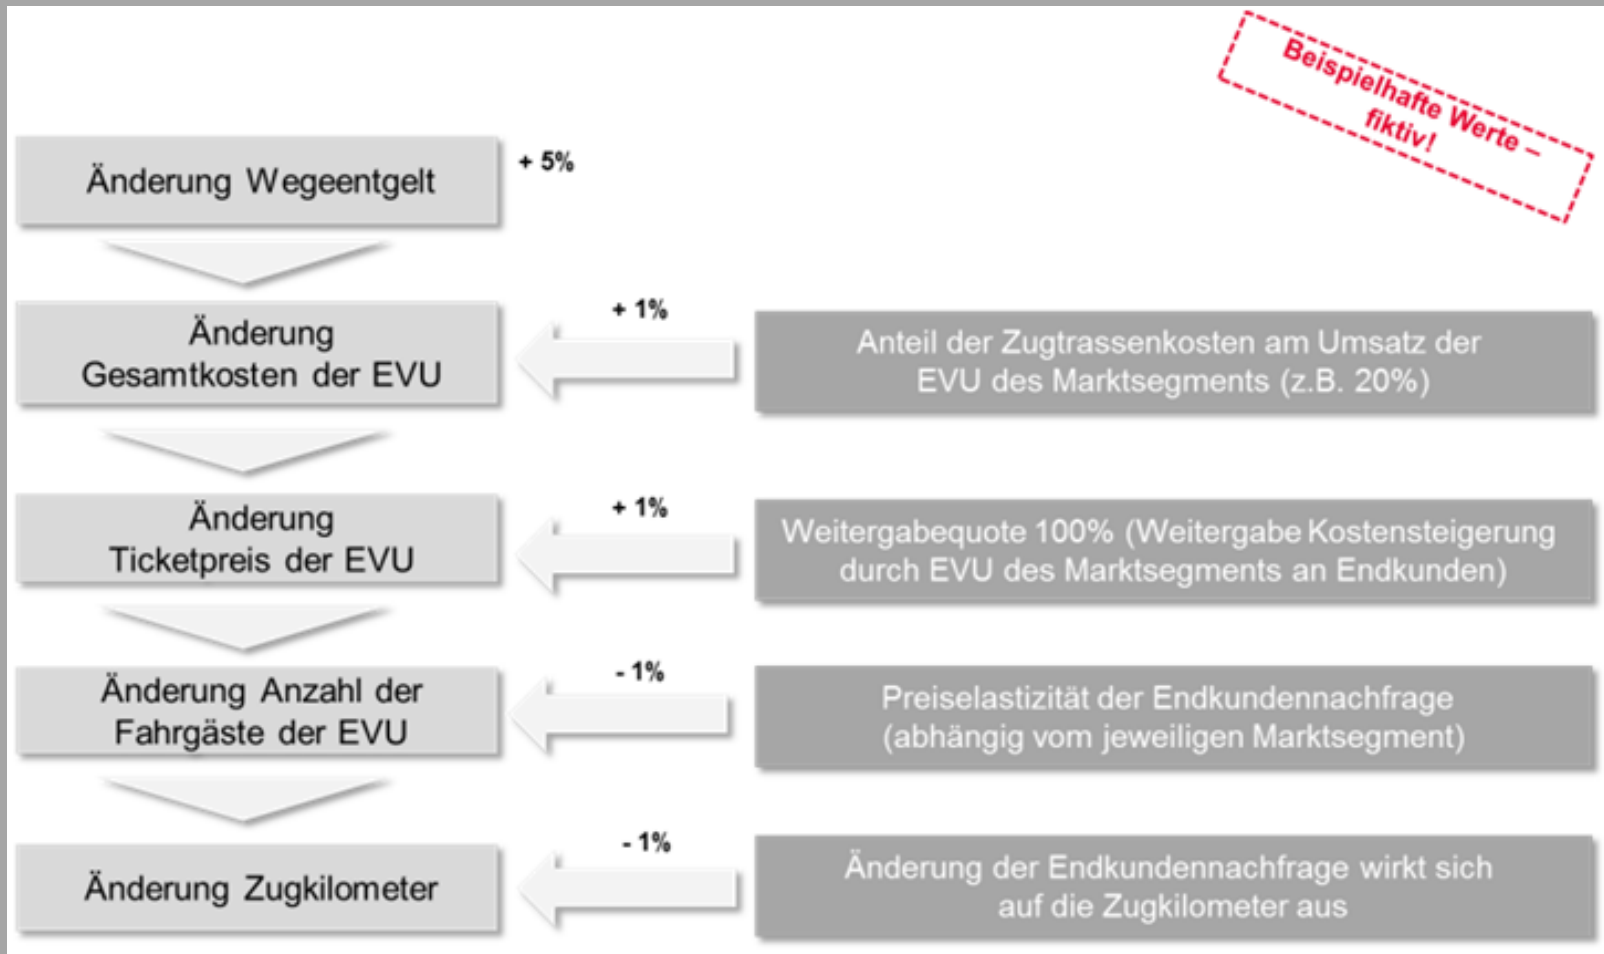 Beispielhafte Werte –
fiktiv!
Änderung Wegeentgelt
+ 5%
Änderung
Gesamtkosten der EVU
+ 1%
Anteil der Zugtrassenkosten am Umsatz der
EVU des Marktsegments (z.B. 20%)
Änderung
Ticketpreis der EVU
+ 1%
Weitergabequote 100% (Weitergabe Kostensteigerung
durch EVU des Marktsegments an Endkunden)
Änderung Anzahl der
Fahrgäste der EVU
- 1%
Preiselastizität der Endkundennachfrage
(abhängig vom jeweiligen Marktsegment)
Änderung Zugkilometer
- 1%
Änderung der Endkundennachfrage wirkt sich
auf die Zugkilometer aus